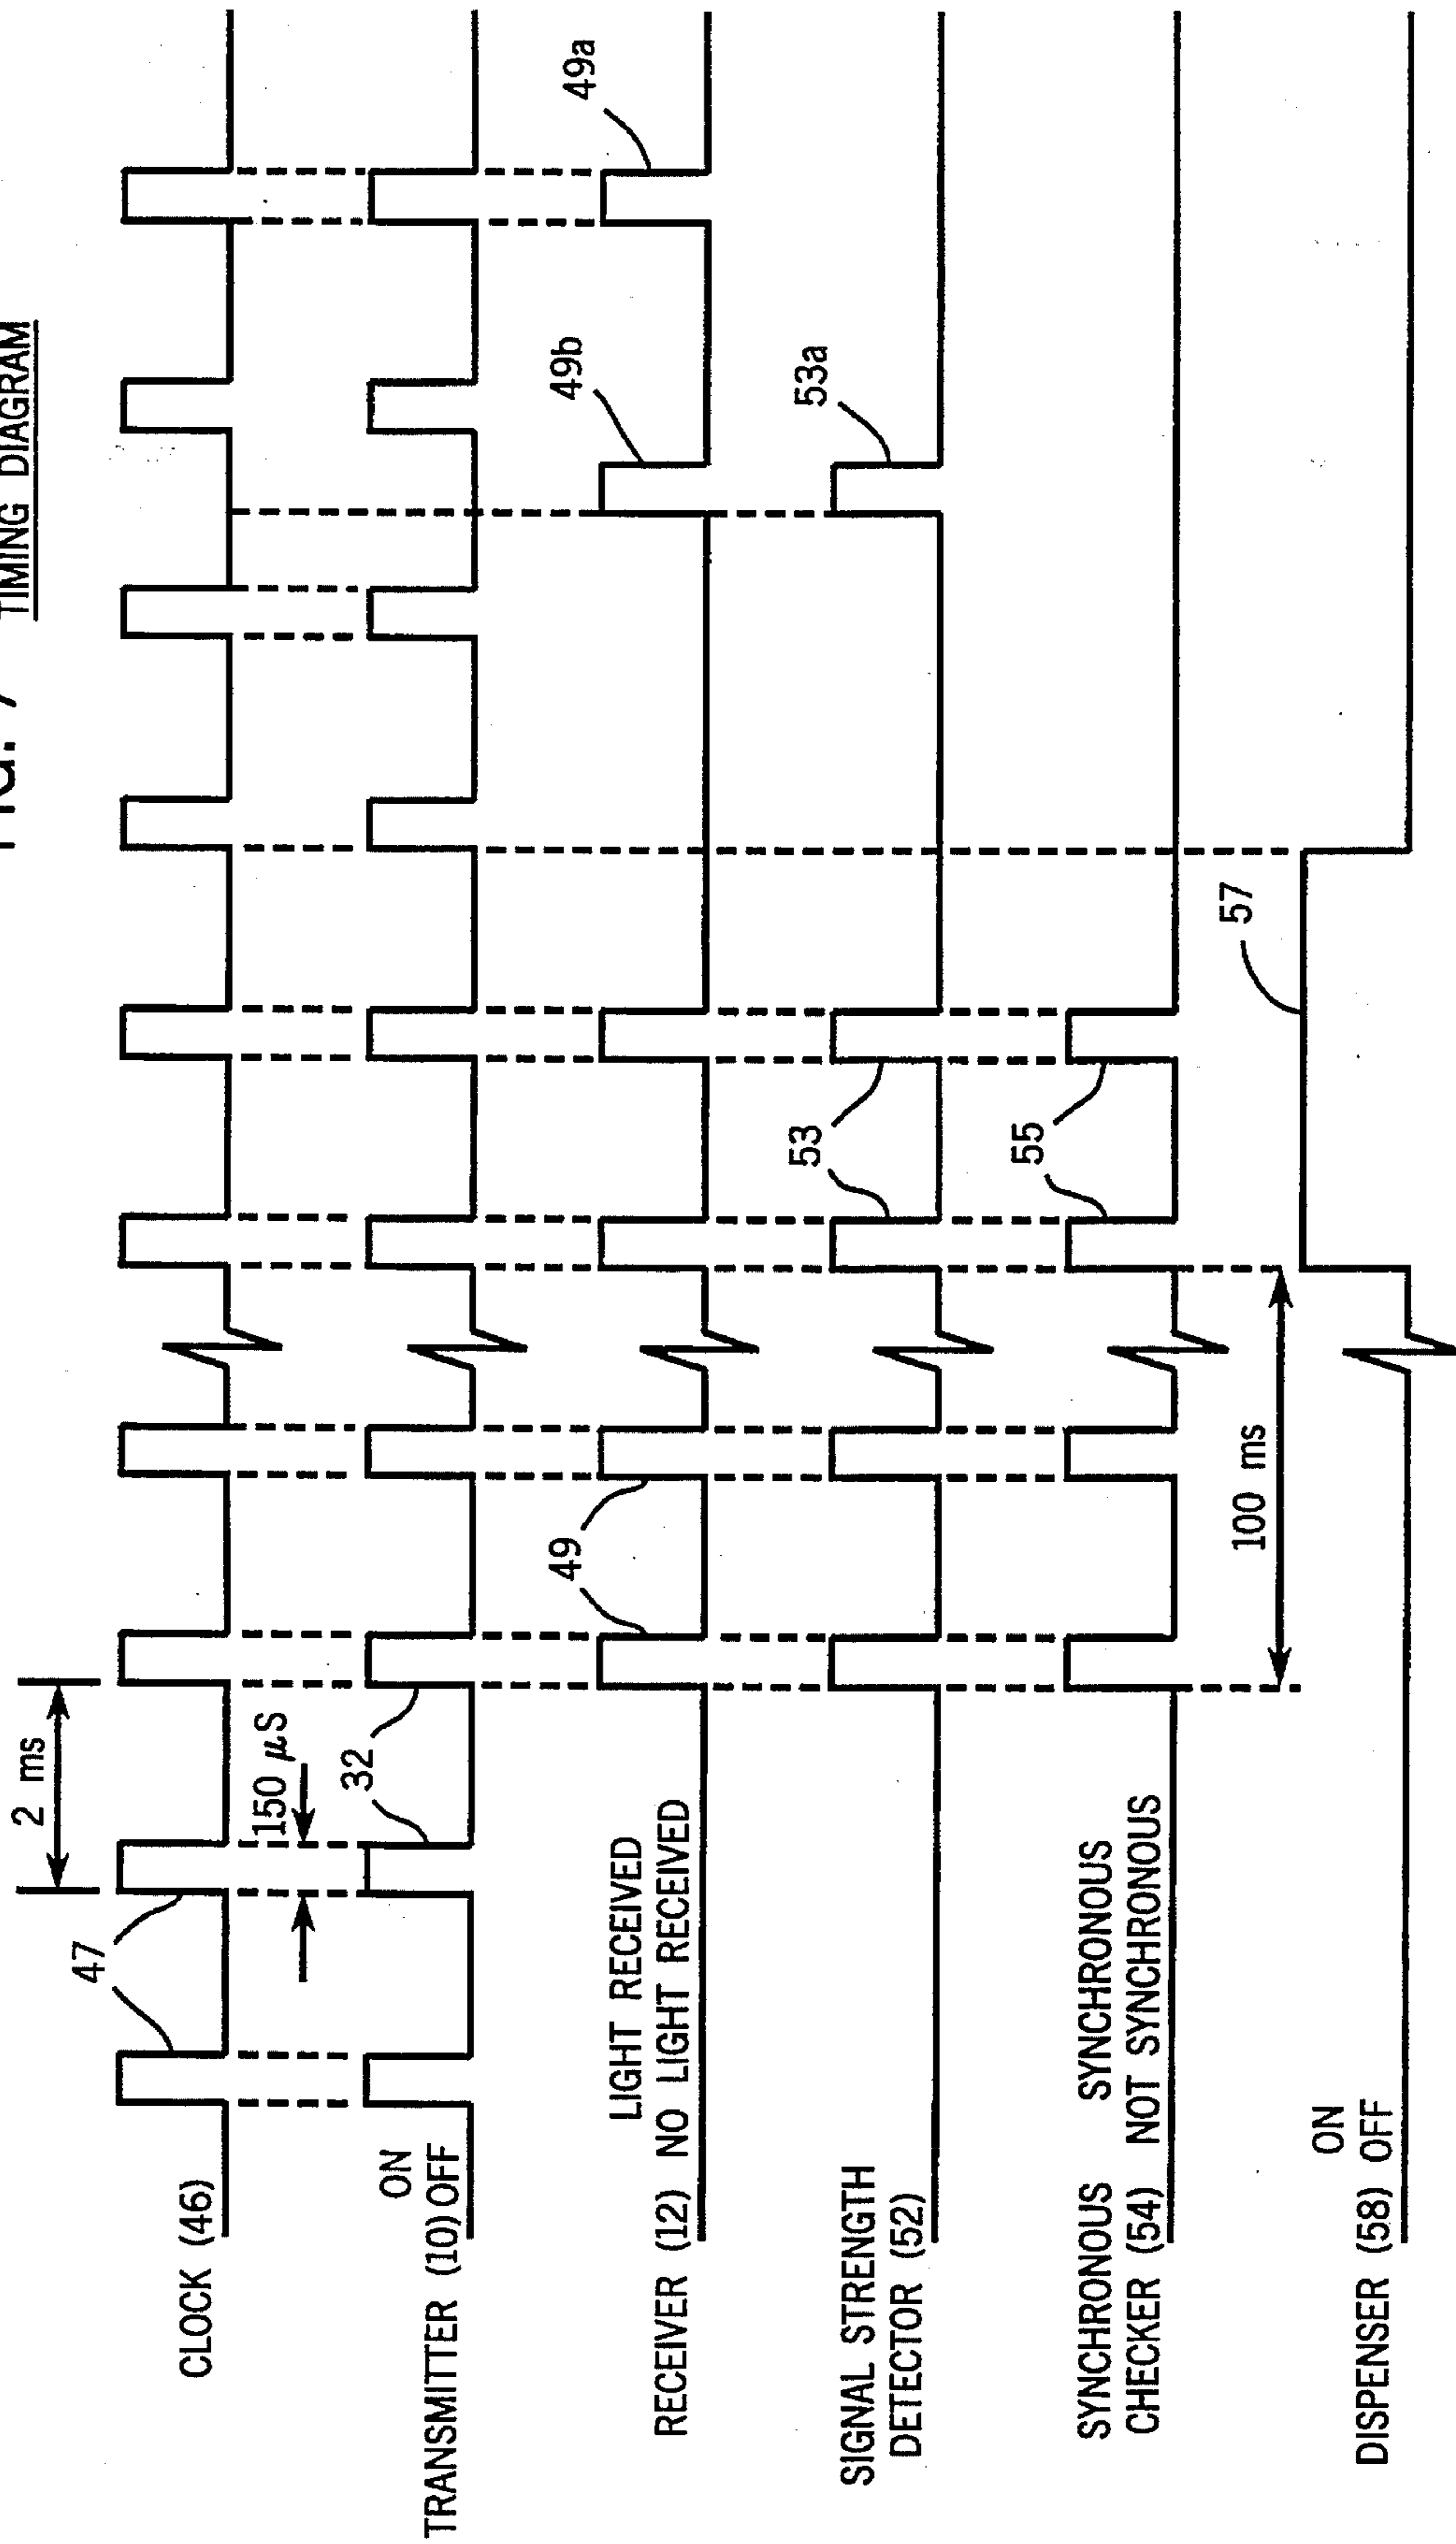 TIMING DIAGRAM
2 ms
47
CLOCK (46)
150 μS
ON
TRANSMITTER (10) OFF
32
LIGHT RECEIVED
RECEIVER (12) NO LIGHT RECEIVED
49
49b
49a
SIGNAL STRENGTH
DETECTOR (52)
53
53a
SYNCHRONOUS SYNCHRONOUS
CHECKER (54) NOT SYNCHRONOUS
55
100 ms
57
ON
DISPENSER (58) OFF